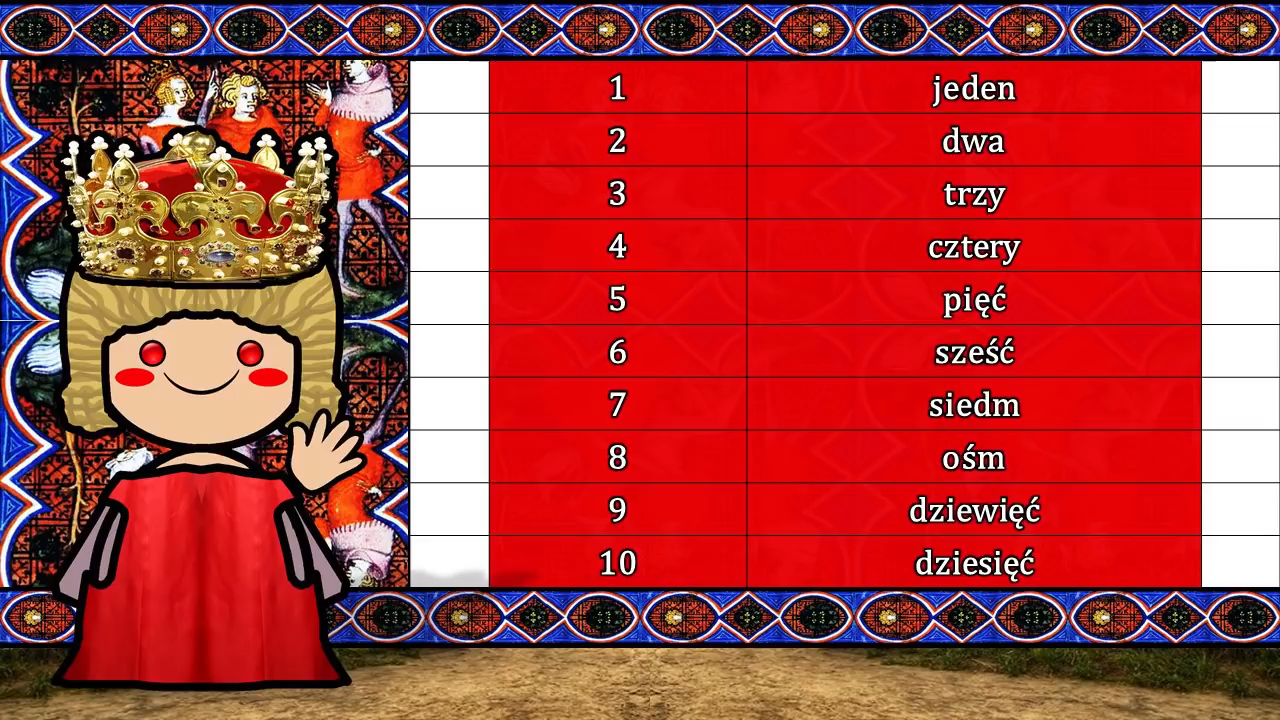 1 jeden
2 dwa
3 trzy
4 cztery
5 pięć
6 sześć
7 siedm
8 ośm
9 dziewięć
10 dziesięć